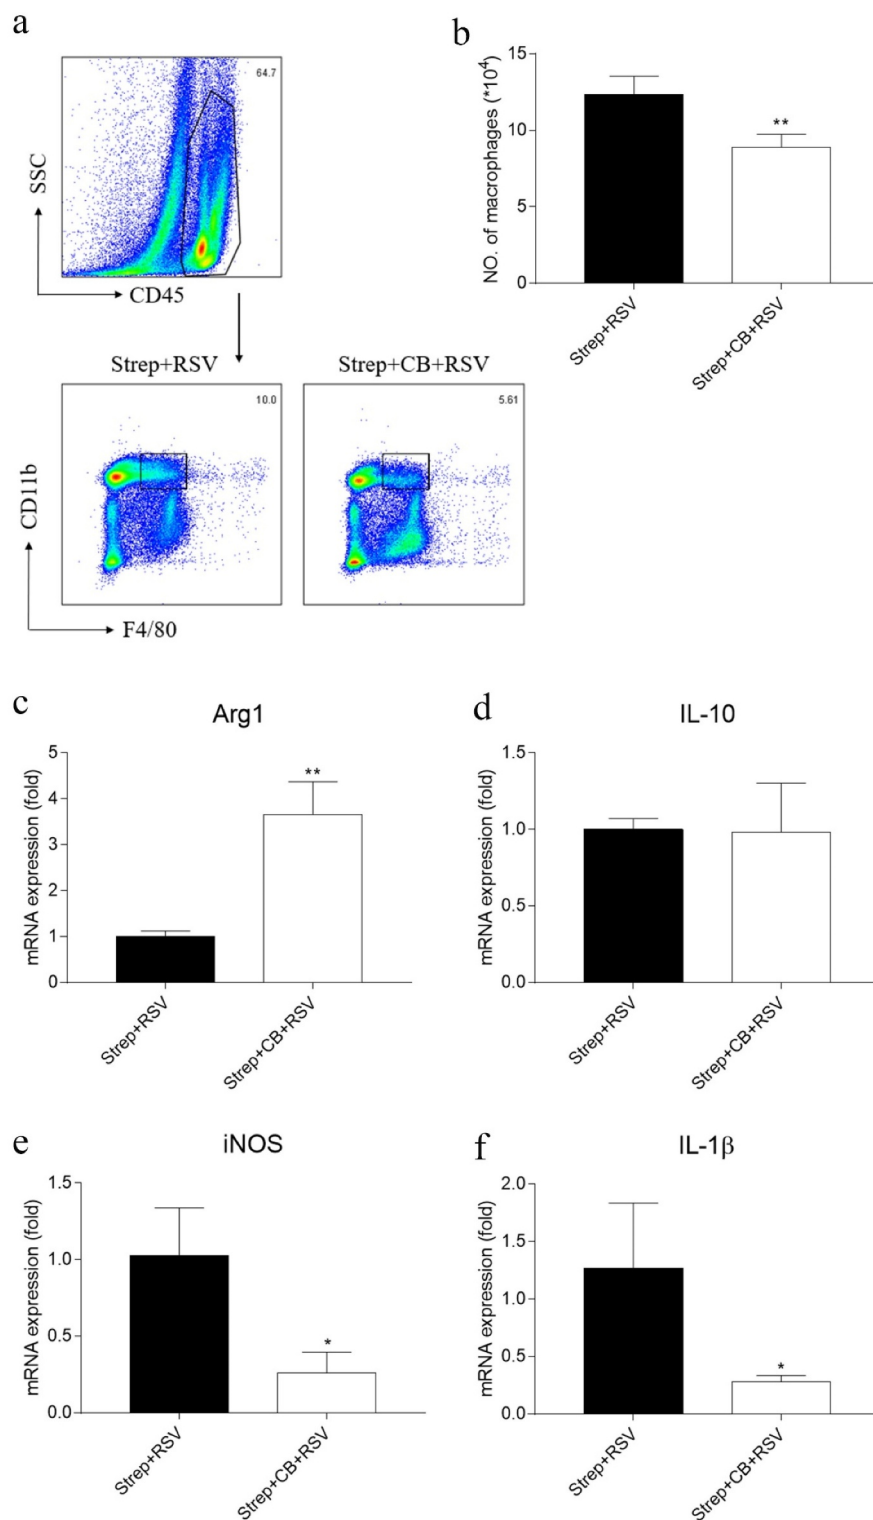 a
64.7
SSC
CD45
Strep+RSV
Strep+CB+RSV
10.0
5.61
CD11b
F4/80
b
15
10
5
0
NO. of macrophages (*10⁴)
**
Strep+RSV
Strep+CB+RSV
c
Arg1
5
4
3
2
1
0
mRNA expression (fold)
**
Strep+RSV
Strep+CB+RSV
d
IL-10
1.5
1.0
0.5
0.0
mRNA expression (fold)
Strep+RSV
Strep+CB+RSV
e
iNOS
1.5
1.0
0.5
0.0
mRNA expression (fold)
*
Strep+RSV
Strep+CB+RSV
f
IL-1β
2.0
1.5
1.0
0.5
0.0
mRNA expression (fold)
*
Strep+RSV
Strep+CB+RSV